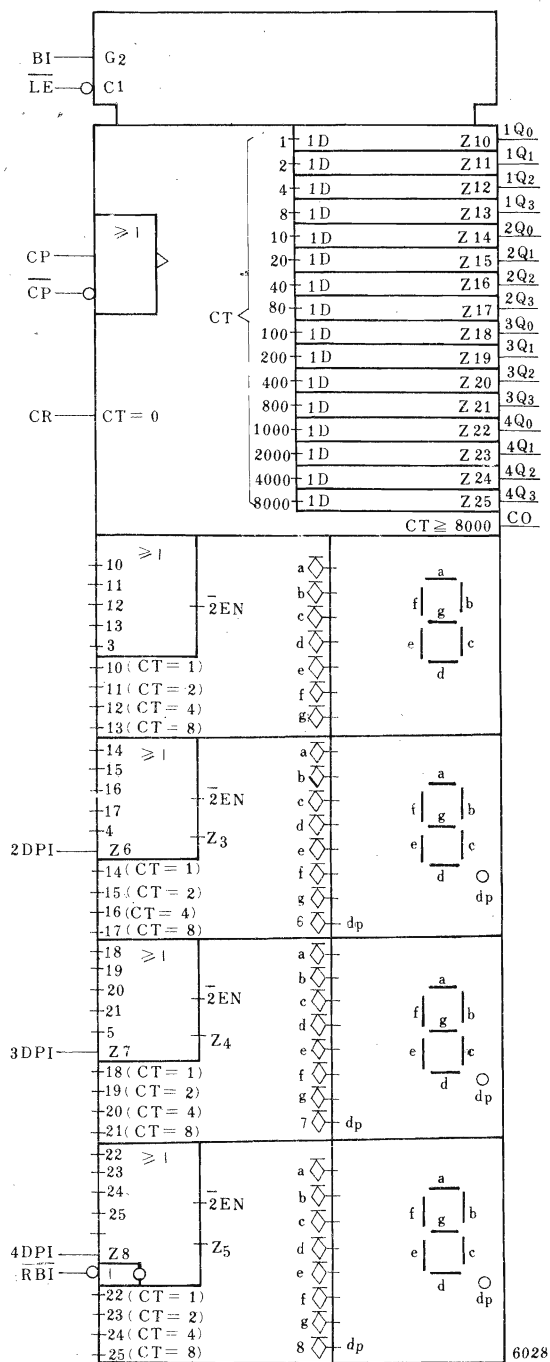 BI G2
LE C1
1 1D Z10 1Q0
2 1D Z11 1Q1
4 1D Z12 1Q2
8 1D Z13 1Q3
≥1
10 1D Z14 2Q0
CP
20 1D Z15 2Q1
CP
40 1D Z16 2Q2
CT
80 1D Z17 2Q3
100 1D Z18 3Q0
200 1D Z19 3Q1
400 1D Z20 3Q2
CR CT=0
800 1D Z21 3Q3
1000 1D Z22 4Q0
2000 1D Z23 4Q1
4000 1D Z24 4Q2
8000 1D Z25 4Q3
CT≥8000 CO
≥1
10
11
12
13
3
2EN
10(CT=1)
11(CT=2)
12(CT=4)
13(CT=8)
a
b
c
d
e
f
g
a
f b
g
e c
d
14 ≥1
15
16
17
4
2DPI Z6
2EN
Z3
14(CT=1)
15(CT=2)
16(CT=4)
17(CT=8)
a
b
c
d
e
f
g
6 dp
a
f b
g
e c
d
dp
18 ≥1
19
20
21
5
3DPI Z7
2EN
Z4
18(CT=1)
19(CT=2)
20(CT=4)
21(CT=8)
a
b
c
d
e
f
g
7 dp
a
f b
g
e c
d
dp
22 ≥1
23
24
25
4DPI Z8
RBI 1
2EN
Z5
22(CT=1)
23(CT=2)
24(CT=4)
25(CT=8)
a
b
c
d
e
f
g
8 dp
a
f b
g
e c
d
dp
6028